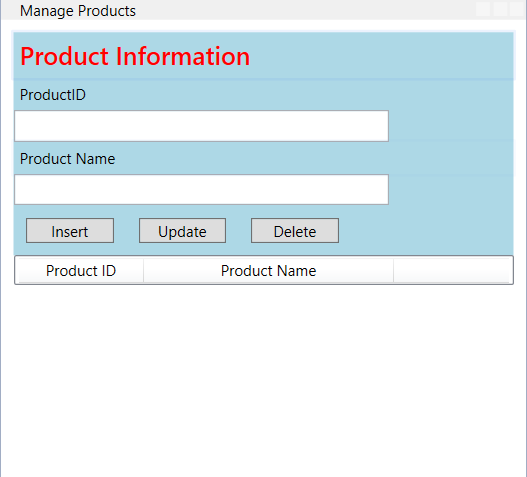 Manage Products
Product Information
ProductID
Product Name
Insert Update Delete
Product ID Product Name